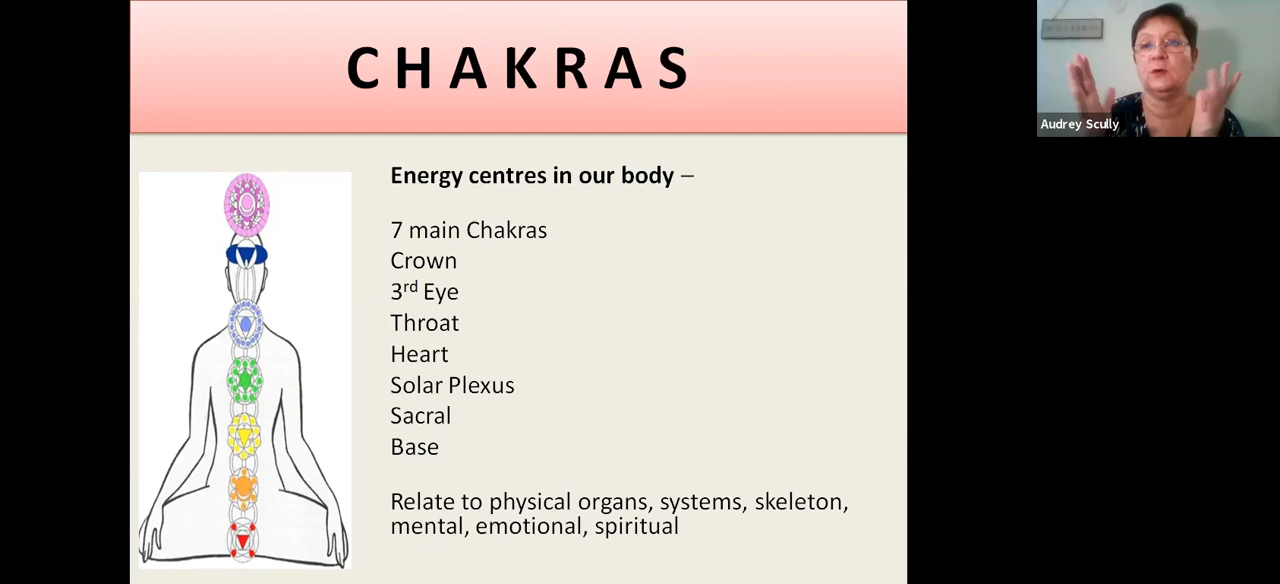 CHAKRAS
Audrey Scully
Energy centres in our body –
7 main Chakras
Crown
3rd Eye
Throat
Heart
Solar Plexus
Sacral
Base
Relate to physical organs, systems, skeleton,
mental, emotional, spiritual